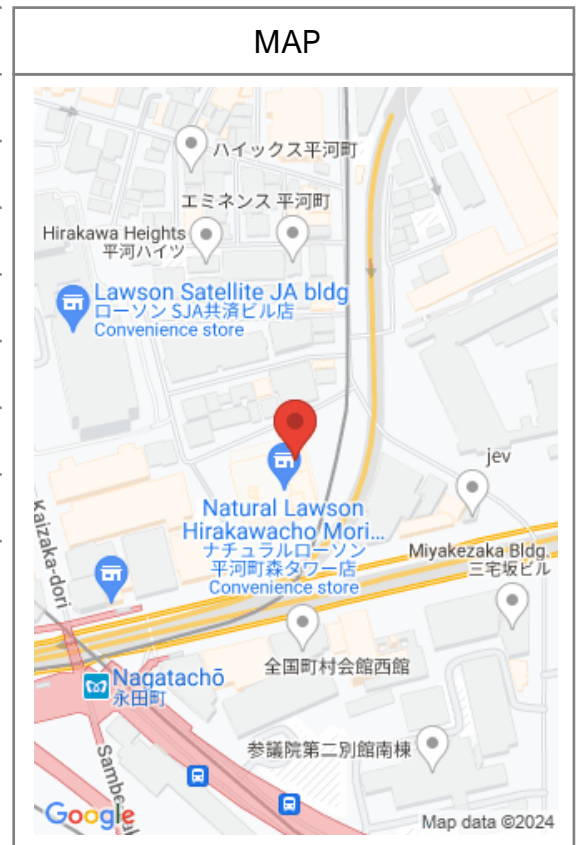 MAP
ハイックス平河町
エミネンス 平河町
Hirakawa Heights
平河ハイツ
Lawson Satellite JA bldg
ローソン SJA共済ビル店
Convenience store
jev
Natural Lawson
Hirakawacho Mori...
ナチュラルローソン
平河町森タワー店
Convenience store
Kaizaka-dori
Miyakezaka Bldg.
三宅坂ビル
全国町村会館西館
Nagatachō
永田町
参議院第二別館南棟
Google
Map data ©2024